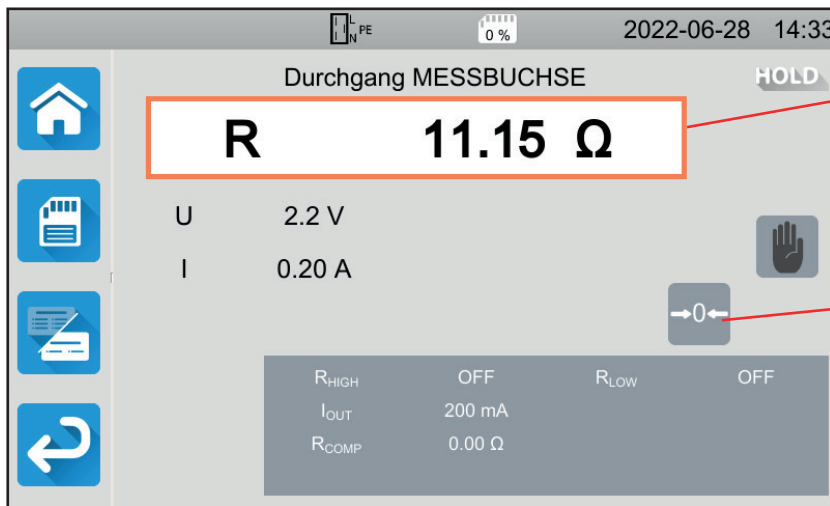 L
N PE 0 % 2022-06-28 14:33
Durchgang MESSBUCHSE HOLD
R 11.15 Ω
U 2.2 V
I 0.20 A
→0←
RHIGH OFF RLOW OFF
IOUT 200 mA
RCOMP 0.00 Ω